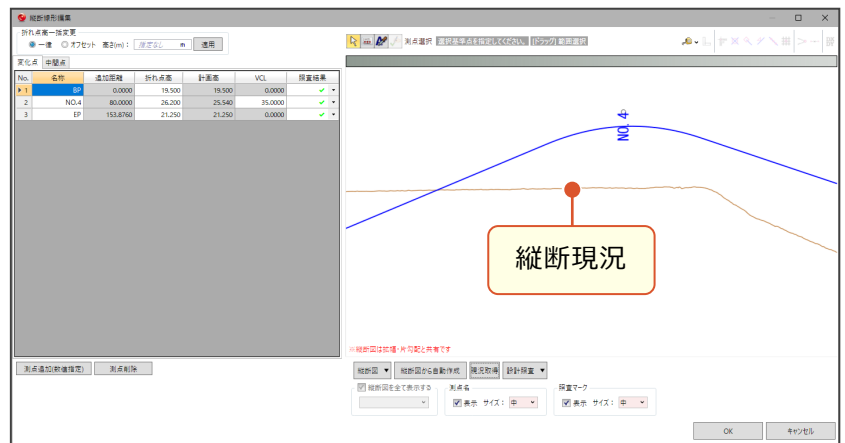 縦断線形編集
折れ点高一括変更
一律 オフセット 高さ(m)： 指定なし m 適用
測点選択 選択基準点を指定してください。 [ドラッグ] 範囲選択
変化点 中間点
No. 名称 追加距離 折れ点高 計画高 VCL 照査結果
1 BP 0.0000 19.500 19.500 0.0000
2 NO.4 80.0000 26.200 25.540 35.0000
3 EP 153.8760 21.250 21.250 0.0000
NO. 4
縦断現況
※縦断図は拡幅・片勾配と共有です
測点追加(数値指定) 測点削除
縦断図 ▼ 縦断図から自動作成 現況取得 設計照査 ▼
縦断図を全て表示する
測点名
表示 サイズ： 中
照査マーク
表示 サイズ： 中
OK キャンセル